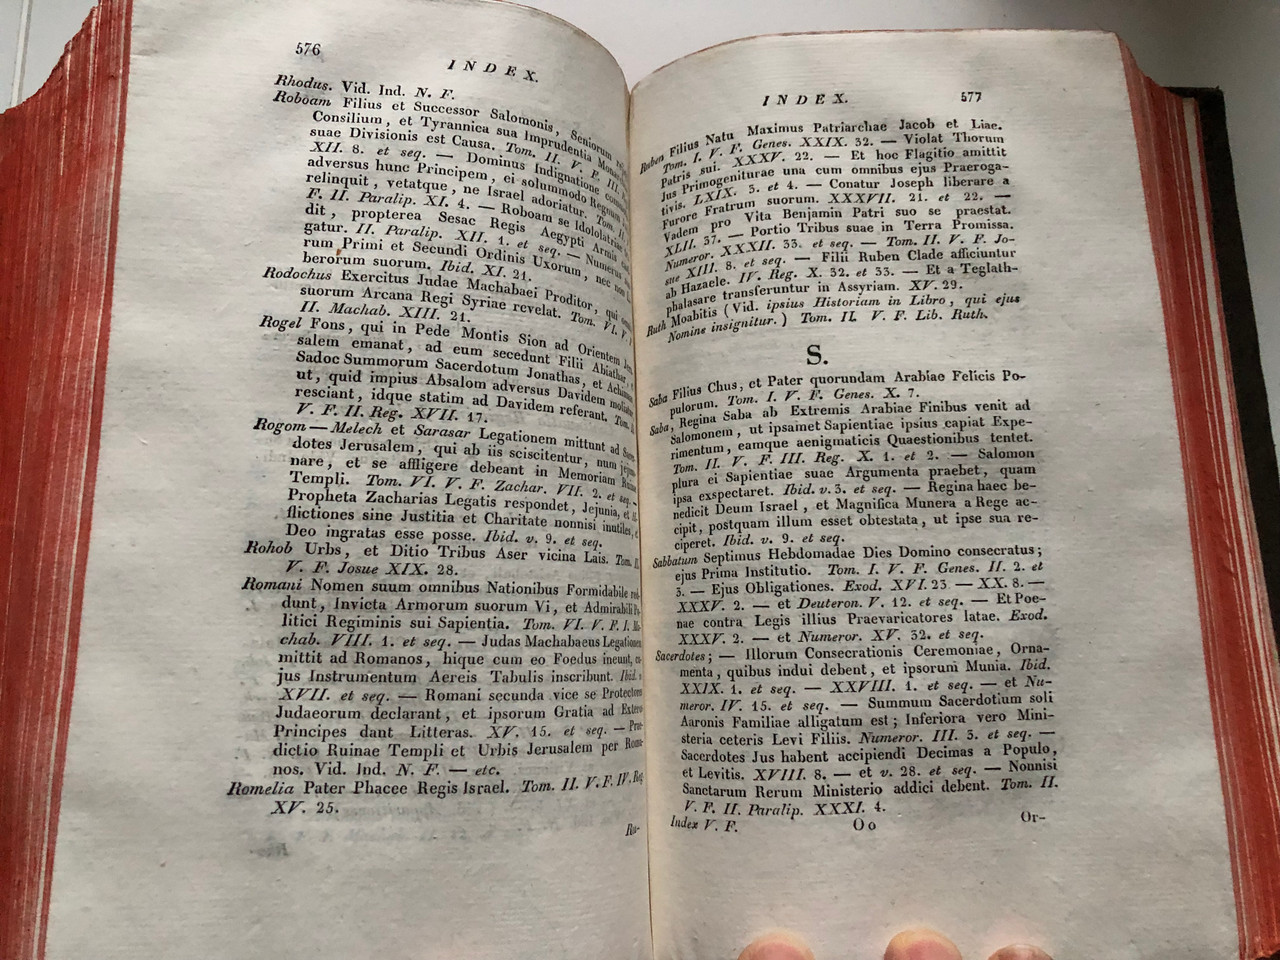 576
INDEX.
Rhodus. Vid. Ind. N. F.
Roboam Filius et Successor Salomonis, Seniorum
Consilium, et Tyrannica sua Imprudentia
suae Divisionis est Causa. Tom. II. V. F. III.
XII. 8. et seq. — Dominus Indignatione
adversus hunc Principem, ei solummodo Regnum
relinquit, vetatque, ne Israel adoriatur. Tom.
F. II. Paralip. XI. 4. — Roboam se Idololatriae
dit, propterea Sesac Regis Aegypti Armis
gatur. II. Paralip. XII. 1. et seq. — Numerus
rum Primi et Secundi Ordinis Uxorum, nec non
berorum suorum. Ibid. XI. 21.
Rodochus Exercitus Judae Machabaei Proditor, qui
suorum Arcana Regi Syriae revelat. Tom. VI. V.
II. Machab. XIII. 21.
Rogel Fons, qui in Pede Montis Sion ad Orientem
salem emanat, ad eum secedunt Filii Abiathar,
Sadoc Summorum Sacerdotum Jonathas, et
ut, quid impius Absalom adversus Davidem
resciant, idque statim ad Davidem referant. Tom.
V. F. II. Reg. XVII. 17.
Rogom — Melech et Sarasar Legationem mittunt ad
dotes Jerusalem, qui ab iis sciscitentur, num
nare, et se affligere debeant in Memoriam Ruinae
Templi. Tom. VI. V. F. Zachar. VII. 2. et seq. —
Propheta Zacharias Legatis respondet, Jejunia, et
flictiones sine Justitia et Charitate nonnisi inutiles,
Deo ingratas esse posse. Ibid. v. 9. et seq.
Rohob Urbs, et Ditio Tribus Aser vicina Lais. Tom.
V. F. Josue XIX. 28.
Romani Nomen suum omnibus Nationibus Formidabile
dunt, Invicta Armorum suorum Vi, et Admirabili
litici Regiminis sui Sapientia. Tom. VI. V. F. I.
chab. VIII. 1. et seq. — Judas Machabaeus Legationem
mittit ad Romanos, hique cum eo Foedus ineunt,
jus Instrumentum Aereis Tabulis inscribunt. Ibid.
XVII. et seq. — Romani secunda vice se Protectores
Judaeorum declarant, et ipsorum Gratia ad Exteros
Principes dant Litteras. XV. 15. et seq. — Prae-
dictio Ruinae Templi et Urbis Jerusalem per Roma-
nos. Vid. Ind. N. F. — etc.
Romelia Pater Phacee Regis Israel. Tom. II. V. F. IV. Reg.
XV. 25.
Ru-
INDEX.
577
Ruben Filius Natu Maximus Patriarchae Jacob et Liae.
Tom. I. V. F. Genes. XXIX. 32. — Violat Thorum
Patris sui. XXXV. 22. — Et hoc Flagitio amittit
Jus Primogeniturae una cum omnibus ejus Praeroga-
tivis. LXIX. 3. et 4. — Conatur Joseph liberare a
Furore Fratrum suorum. XXXVII. 21. et 22. —
Vadem pro Vita Benjamin Patri suo se praestat.
XLII. 37. — Portio Tribus suae in Terra Promissa.
Numeror. XXXII. 33. et seq. — Tom. II. V. F. Jo-
sue XIII. 8. et seq. — Filii Ruben Clade afficiuntur
ab Hazaele. IV. Reg. X. 32. et 33. — Et a Teglath-
phalasare transferuntur in Assyriam. XV. 29.
Ruth Moabitis (Vid. ipsius Historiam in Libro, qui ejus
Nomine insignitur.) Tom. II. V. F. Lib. Ruth.
S.
Saba Filius Chus, et Pater quorundam Arabiae Felicis Po-
pulorum. Tom. I. V. F. Genes. X. 7.
Saba, Regina Saba ab Extremis Arabiae Finibus venit ad
Salomonem, ut ipsamet Sapientiae ipsius capiat Expe-
rimentum, eamque aenigmaticis Quaestionibus tentet.
Tom. II. V. F. III. Reg. X. 1. et 2. — Salomon
plura ei Sapientiae suae Argumenta praebet, quam
ipsa exspectaret. Ibid. v. 3. et seq. — Regina haec be-
nedicit Deum Israel, et Magnifica Munera a Rege ac-
cipit, postquam illum esset obtestata, ut ipse sua re-
ciperet. Ibid. v. 9. et seq.
Sabbatum Septimus Hebdomadae Dies Domino consecratus;
ejus Prima Institutio. Tom. I. V. F. Genes. II. 2. et
3. — Ejus Obligationes. Exod. XVI. 23 — XX. 8. —
XXXV. 2. — et Deuteron. V. 12. et seq. — Et Poe-
nae contra Legis illius Praevaricatores latae. Exod.
XXXV. 2. — et Numeror. XV. 32. et seq.
Sacerdotes; — Illorum Consecrationis Ceremoniae, Orna-
menta, quibus indui debent, et ipsorum Munia. Ibid.
XXIX. 1. et seq. — XXVIII. 1. et seq. — et Nu-
meror. IV. 15. et seq. — Summum Sacerdotium soli
Aaronis Familiae alligatum est; Inferiora vero Mini-
steria ceteris Levi Filiis. Numeror. III. 3. et seq. —
Sacerdotes Jus habent accipiendi Decimas a Populo,
et Levitis. XVIII. 8. — et v. 28. et seq. — Nonnisi
Sanctarum Rerum Ministerio addici debent. Tom. II.
V. F. II. Paralip. XXXI. 4.
Index V. F.
Oo
Or-